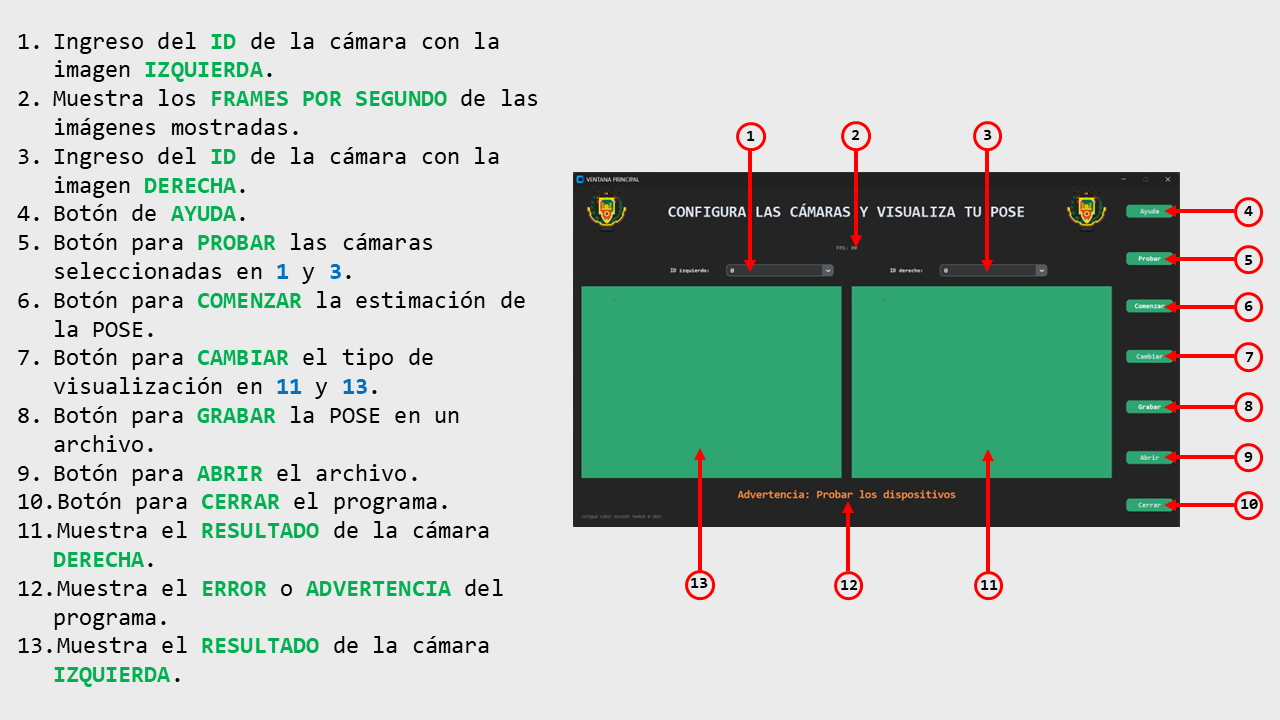 1. Ingreso del ID de la cámara con la
imagen IZQUIERDA.
2. Muestra los FRAMES POR SEGUNDO de las
imágenes mostradas.
3. Ingreso del ID de la cámara con la
imagen DERECHA.
4. Botón de AYUDA.
5. Botón para PROBAR las cámaras
seleccionadas en 1 y 3.
6. Botón para COMENZAR la estimación de
la POSE.
7. Botón para CAMBIAR el tipo de
visualización en 11 y 13.
8. Botón para GRABAR la POSE en un
archivo.
9. Botón para ABRIR el archivo.
10.Botón para CERRAR el programa.
11.Muestra el RESULTADO de la cámara
DERECHA.
12.Muestra el ERROR o ADVERTENCIA del
programa.
13.Muestra el RESULTADO de la cámara
IZQUIERDA.
1
2
3
VENTANA PRINCIPAL
CONFIGURA LAS CÁMARAS Y VISUALIZA TU POSE
FPS:
ID izquierdo:
0
ID derecho:
0
Ayuda
4
Probar
5
Comenzar
6
Cambiar
7
Grabar
8
Abrir
9
Cerrar
10
Advertencia: Probar los dispositivos
13
12
11